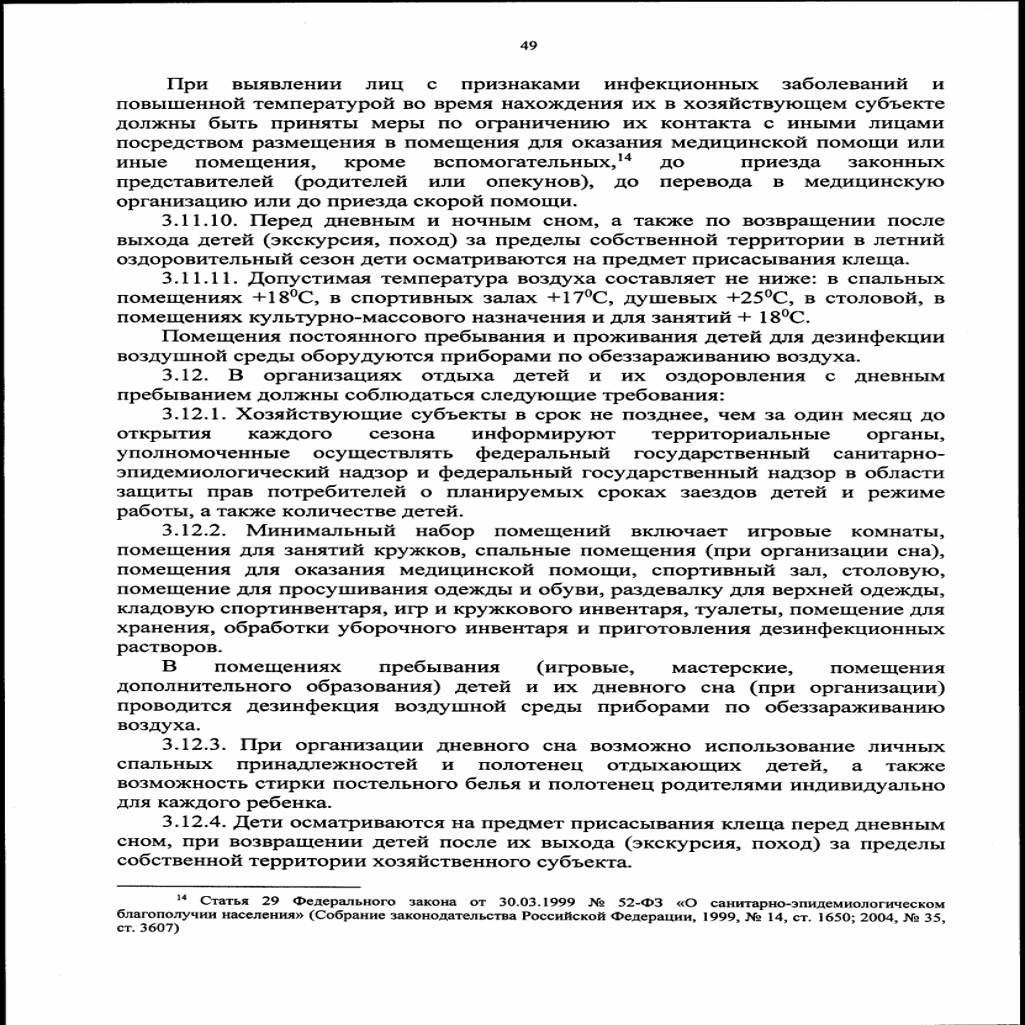 49
При выявлении лиц с признаками инфекционных заболеваний и
повышенной температурой во время нахождения их в хозяйствующем субъекте
должны быть приняты меры по ограничению их контакта с иными лицами
посредством размещения в помещения для оказания медицинской помощи или
иные помещения, кроме вспомогательных,¹⁴ до приезда законных
представителей (родителей или опекунов), до перевода в медицинскую
организацию или до приезда скорой помощи.
3.11.10. Перед дневным и ночным сном, а также по возвращении после
выхода детей (экскурсия, поход) за пределы собственной территории в летний
оздоровительный сезон дети осматриваются на предмет присасывания клеща.
3.11.11. Допустимая температура воздуха составляет не ниже: в спальных
помещениях +18⁰С, в спортивных залах +17⁰С, душевых +25⁰С, в столовой, в
помещениях культурно-массового назначения и для занятий + 18⁰С.
Помещения постоянного пребывания и проживания детей для дезинфекции
воздушной среды оборудуются приборами по обеззараживанию воздуха.
3.12. В организациях отдыха детей и их оздоровления с дневным
пребыванием должны соблюдаться следующие требования:
3.12.1. Хозяйствующие субъекты в срок не позднее, чем за один месяц до
открытия каждого сезона информируют территориальные органы,
уполномоченные осуществлять федеральный государственный санитарно-
эпидемиологический надзор и федеральный государственный надзор в области
защиты прав потребителей о планируемых сроках заездов детей и режиме
работы, а также количестве детей.
3.12.2. Минимальный набор помещений включает игровые комнаты,
помещения для занятий кружков, спальные помещения (при организации сна),
помещения для оказания медицинской помощи, спортивный зал, столовую,
помещение для просушивания одежды и обуви, раздевалку для верхней одежды,
кладовую спортинвентаря, игр и кружкового инвентаря, туалеты, помещение для
хранения, обработки уборочного инвентаря и приготовления дезинфекционных
растворов.
В помещениях пребывания (игровые, мастерские, помещения
дополнительного образования) детей и их дневного сна (при организации)
проводится дезинфекция воздушной среды приборами по обеззараживанию
воздуха.
3.12.3. При организации дневного сна возможно использование личных
спальных принадлежностей и полотенец отдыхающих детей, а также
возможность стирки постельного белья и полотенец родителями индивидуально
для каждого ребенка.
3.12.4. Дети осматриваются на предмет присасывания клеща перед дневным
сном, при возвращении детей после их выхода (экскурсия, поход) за пределы
собственной территории хозяйственного субъекта.
¹⁴ Статья 29 Федерального закона от 30.03.1999 № 52-ФЗ «О санитарно-эпидемиологическом
благополучии населения» (Собрание законодательства Российской Федерации, 1999, № 14, ст. 1650; 2004, № 35,
ст. 3607)